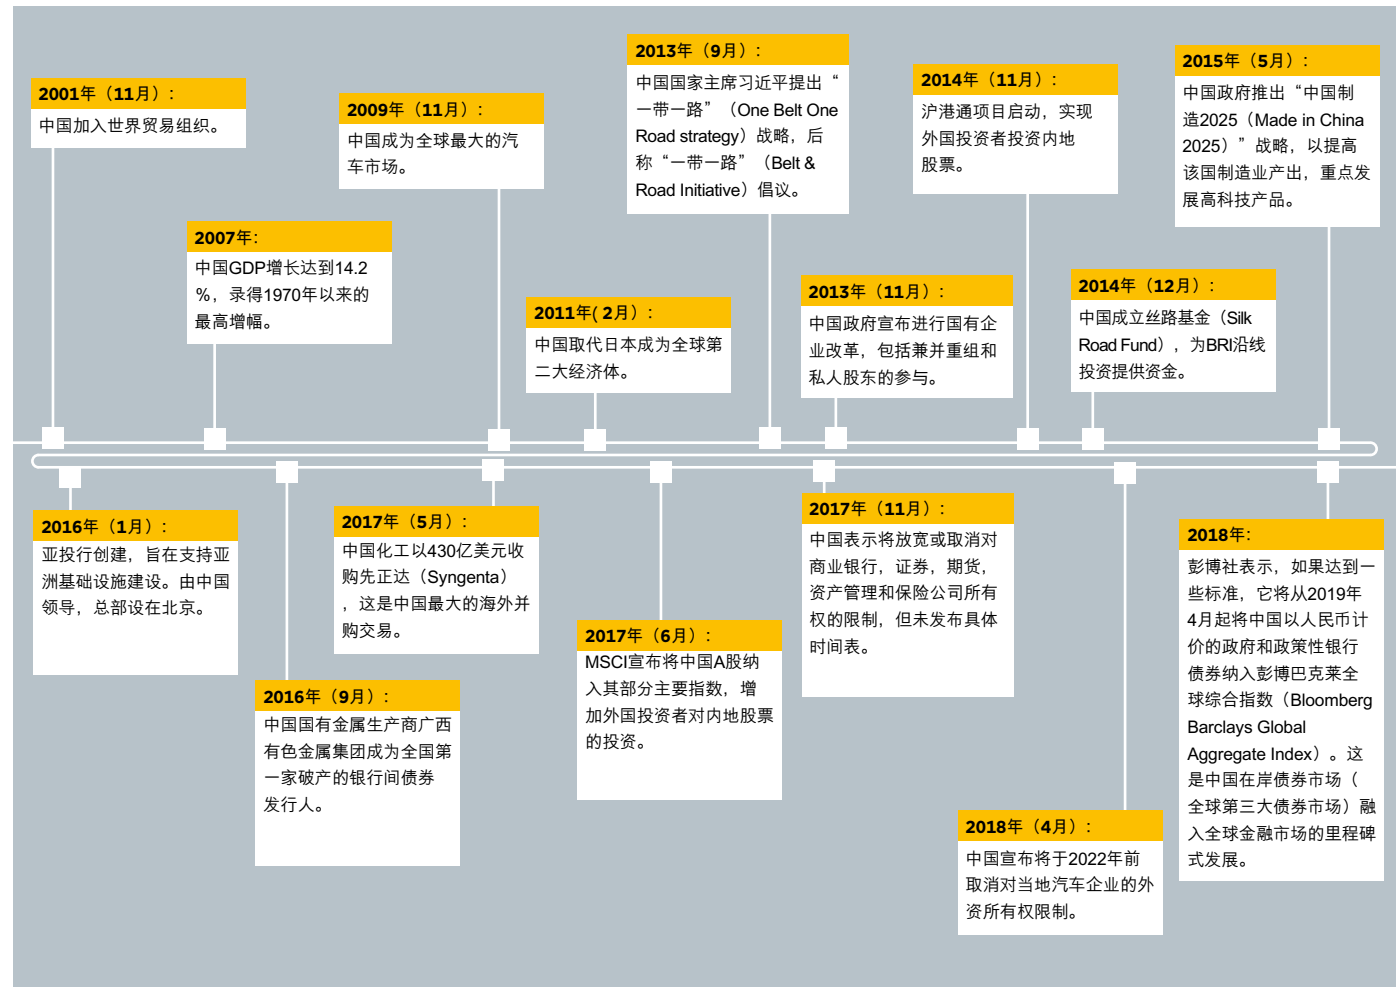 2001年（11月）:
中国加入世界贸易组织。
2007年:
中国GDP增长达到14.2
%，录得1970年以来的
最高增幅。
2009年（11月）:
中国成为全球最大的汽
车市场。
2011年( 2月）:
中国取代日本成为全球第
二大经济体。
2013年（9月）:
中国国家主席习近平提出“
一带一路”（One Belt One
Road strategy）战略，后
称“一带一路”（Belt &
Road Initiative）倡议。
2013年（11月）:
中国政府宣布进行国有企
业改革，包括兼并重组和
私人股东的参与。
2014年（11月）:
沪港通项目启动，实现
外国投资者投资内地
股票。
2014年（12月）:
中国成立丝路基金（Silk
Road Fund），为BRI沿线
投资提供资金。
2015年（5月）:
中国政府推出“中国制
造2025（Made in China
2025）”战略，以提高
该国制造业产出，重点发
展高科技产品。
2016年（1月）:
亚投行创建，旨在支持亚
洲基础设施建设。由中国
领导，总部设在北京。
2016年（9月）:
中国国有金属生产商广西
有色金属集团成为全国第
一家破产的银行间债券
发行人。
2017年（5月）:
中国化工以430亿美元收
购先正达（Syngenta）
，这是中国最大的海外并
购交易。
2017年（6月）:
MSCI宣布将中国A股纳
入其部分主要指数，增
加外国投资者对内地股票
的投资。
2017年（11月）:
中国表示将放宽或取消对
商业银行，证券，期货，
资产管理和保险公司所有
权的限制，但未发布具体
时间表。
2018年（4月）:
中国宣布将于2022年前
取消对当地汽车企业的外
资所有权限制。
2018年:
彭博社表示，如果达到一
些标准，它将从2019年
4月起将中国以人民币计
价的政府和政策性银行
债券纳入彭博巴克莱全
球综合指数（Bloomberg
Barclays Global
Aggregate Index）。这
是中国在岸债券市场（
全球第三大债券市场）融
入全球金融市场的里程碑
式发展。